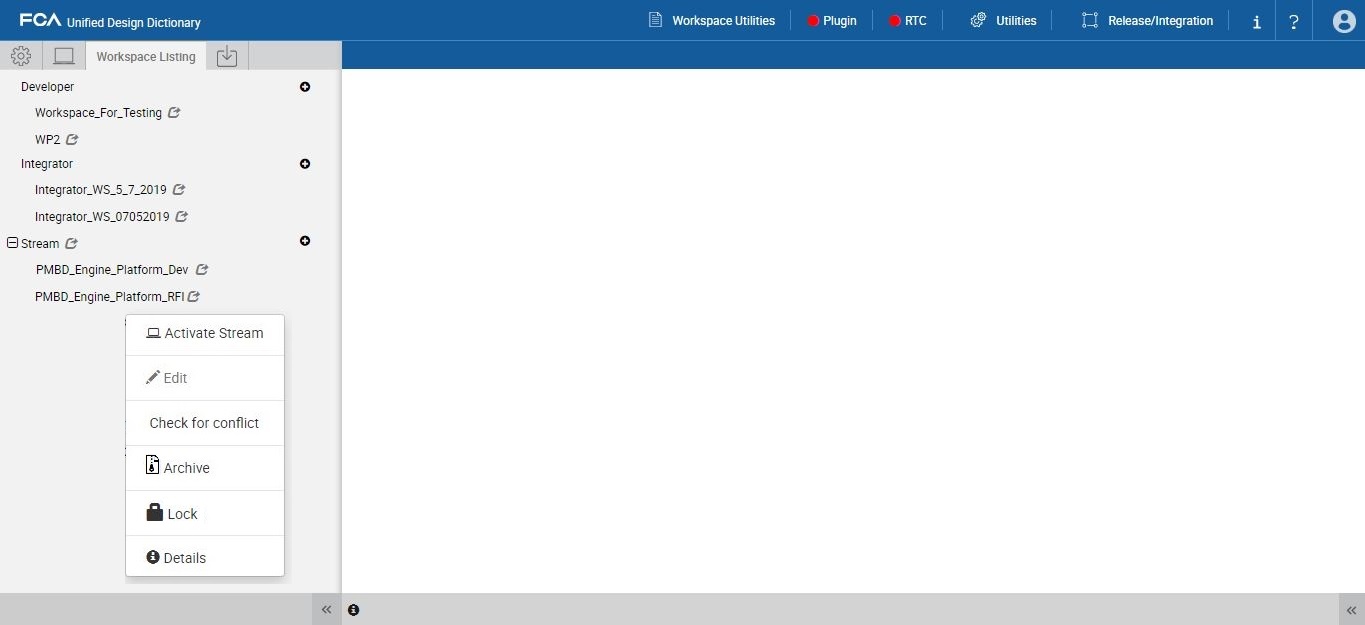 FCA Unified Design Dictionary
Workspace Utilities
Plugin
RTC
Utilities
Release/Integration
i
?
Workspace Listing
Developer
Workspace_For_Testing
WP2
Integrator
Integrator_WS_5_7_2019
Integrator_WS_07052019
Stream
PMBD_Engine_Platform_Dev
PMBD_Engine_Platform_RFI
Activate Stream
Edit
Check for conflict
Archive
Lock
Details